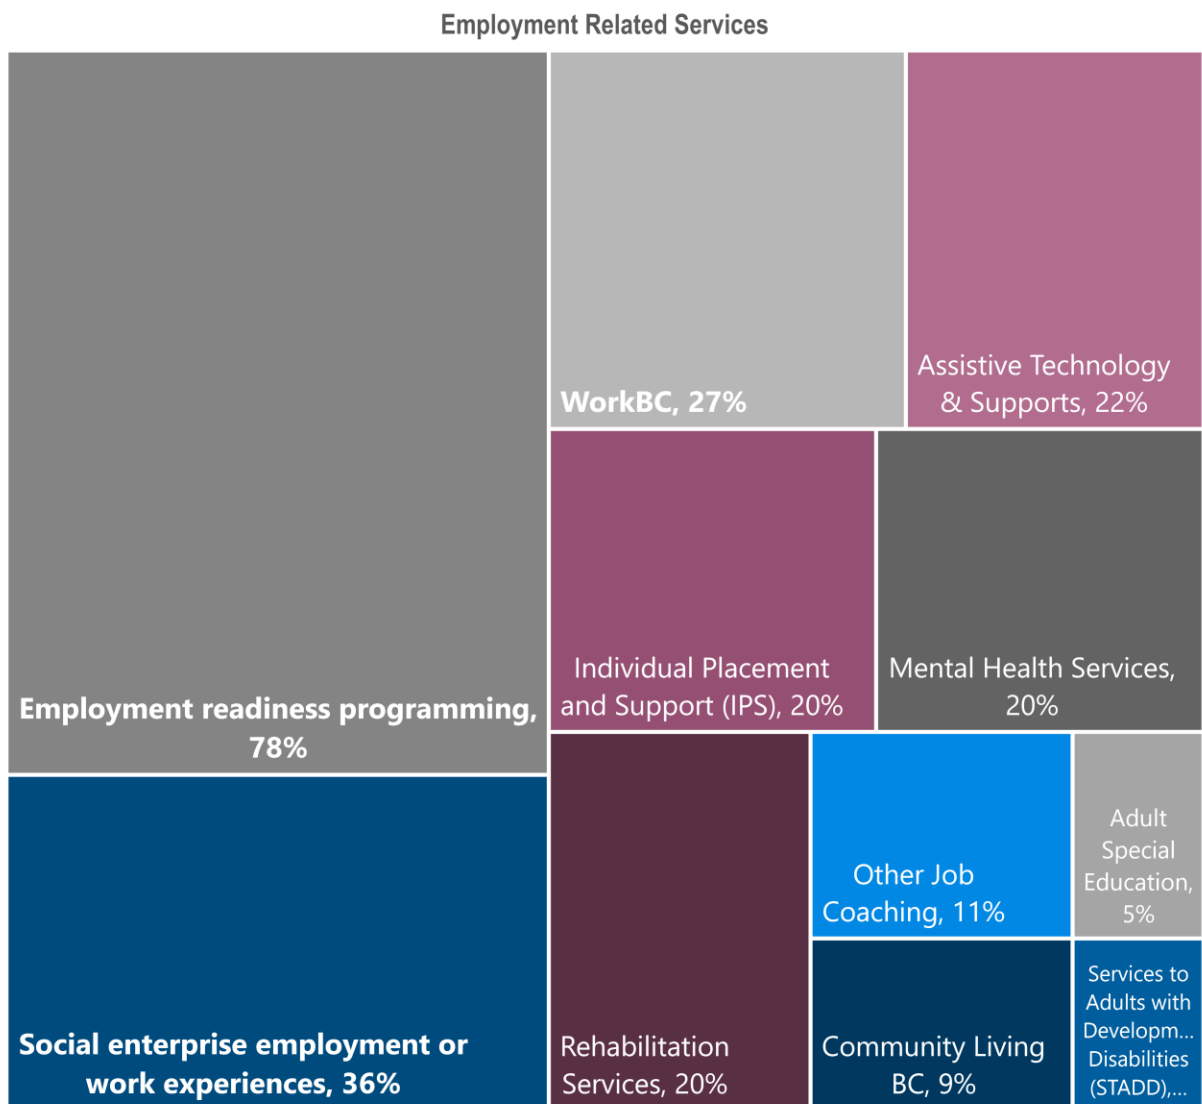 Employment Related Services
Employment readiness programming,
78%
Social enterprise employment or
work experiences, 36%
WorkBC, 27%
Assistive Technology
& Supports, 22%
Individual Placement
and Support (IPS), 20%
Mental Health Services,
20%
Rehabilitation
Services, 20%
Other Job
Coaching, 11%
Community Living
BC, 9%
Adult
Special
Education,
5%
Services to
Adults with
Developm...
Disabilities
(STADD),...